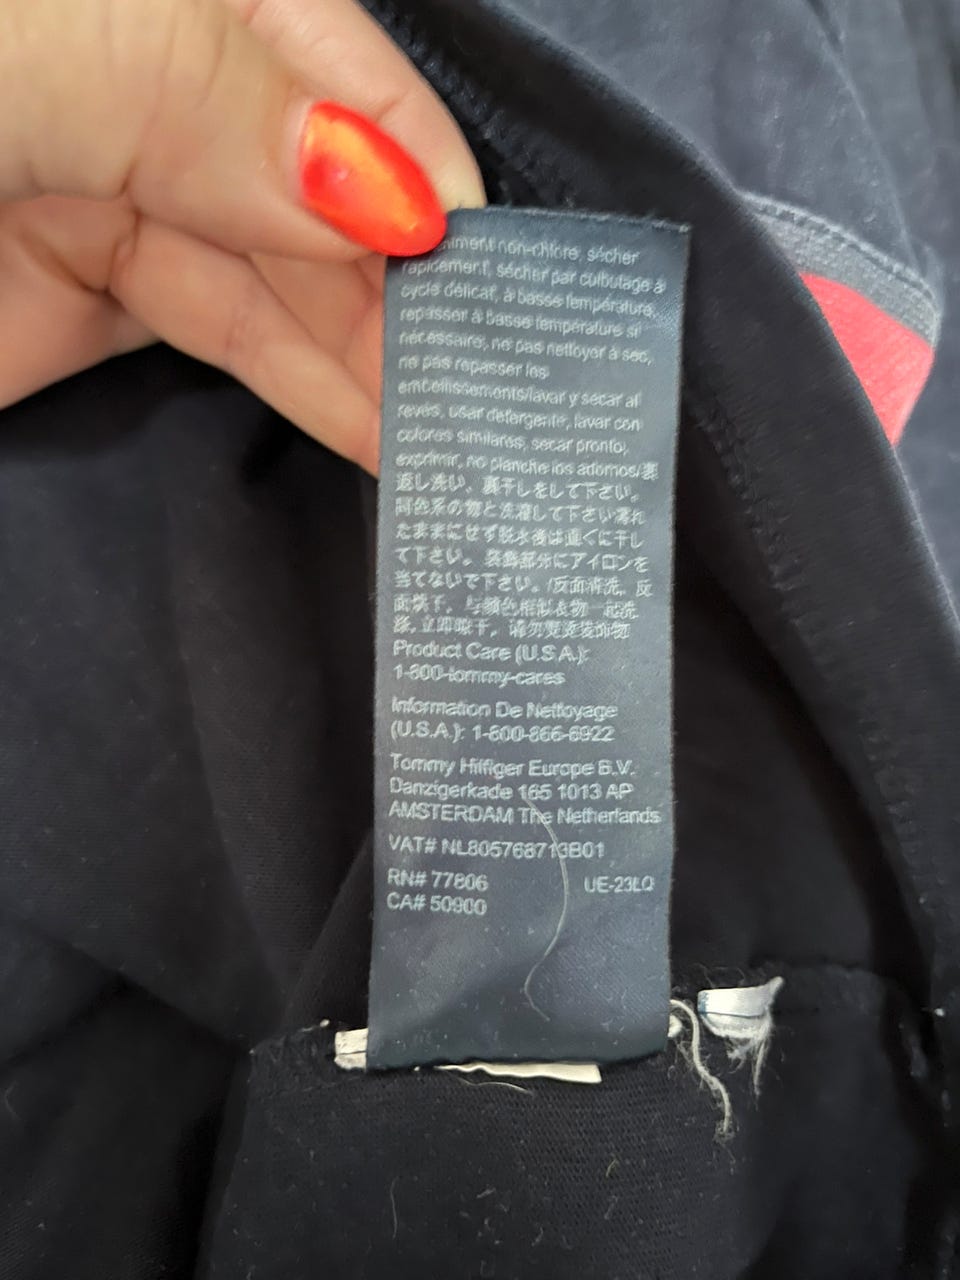 non-chlore, sécher
rapidement, sécher par culbutage à
cycle délicat, à basse température,
repasser à basse température si
nécessaire, ne pas nettoyer à sec,
ne pas repasser les
embellissements/lavar y secar al
revés, usar detergente, lavar con
colores similares, secar pronto,
exprimir, no planche los adornos/裏
返し洗い、裏干しをして下さい。
同色系の物と洗濯して下さい濡れ
たままにせず脱水後は直ぐに干し
て下さい。装飾部分にアイロンを
当てないで下さい。/反面清洗, 反
面烘干, 与颜色相似衣物一起洗
涤,立即晾干, 请勿熨烫装饰物
Product Care (U.S.A.):
1-800-tommy-cares
Information De Nettoyage
(U.S.A.): 1-800-866-6922
Tommy Hilfiger Europe B.V.
Danzigerkade 165 1013 AP
AMSTERDAM The Netherlands
VAT# NL805768713B01
RN# 77806 UE-23LQ
CA# 50900